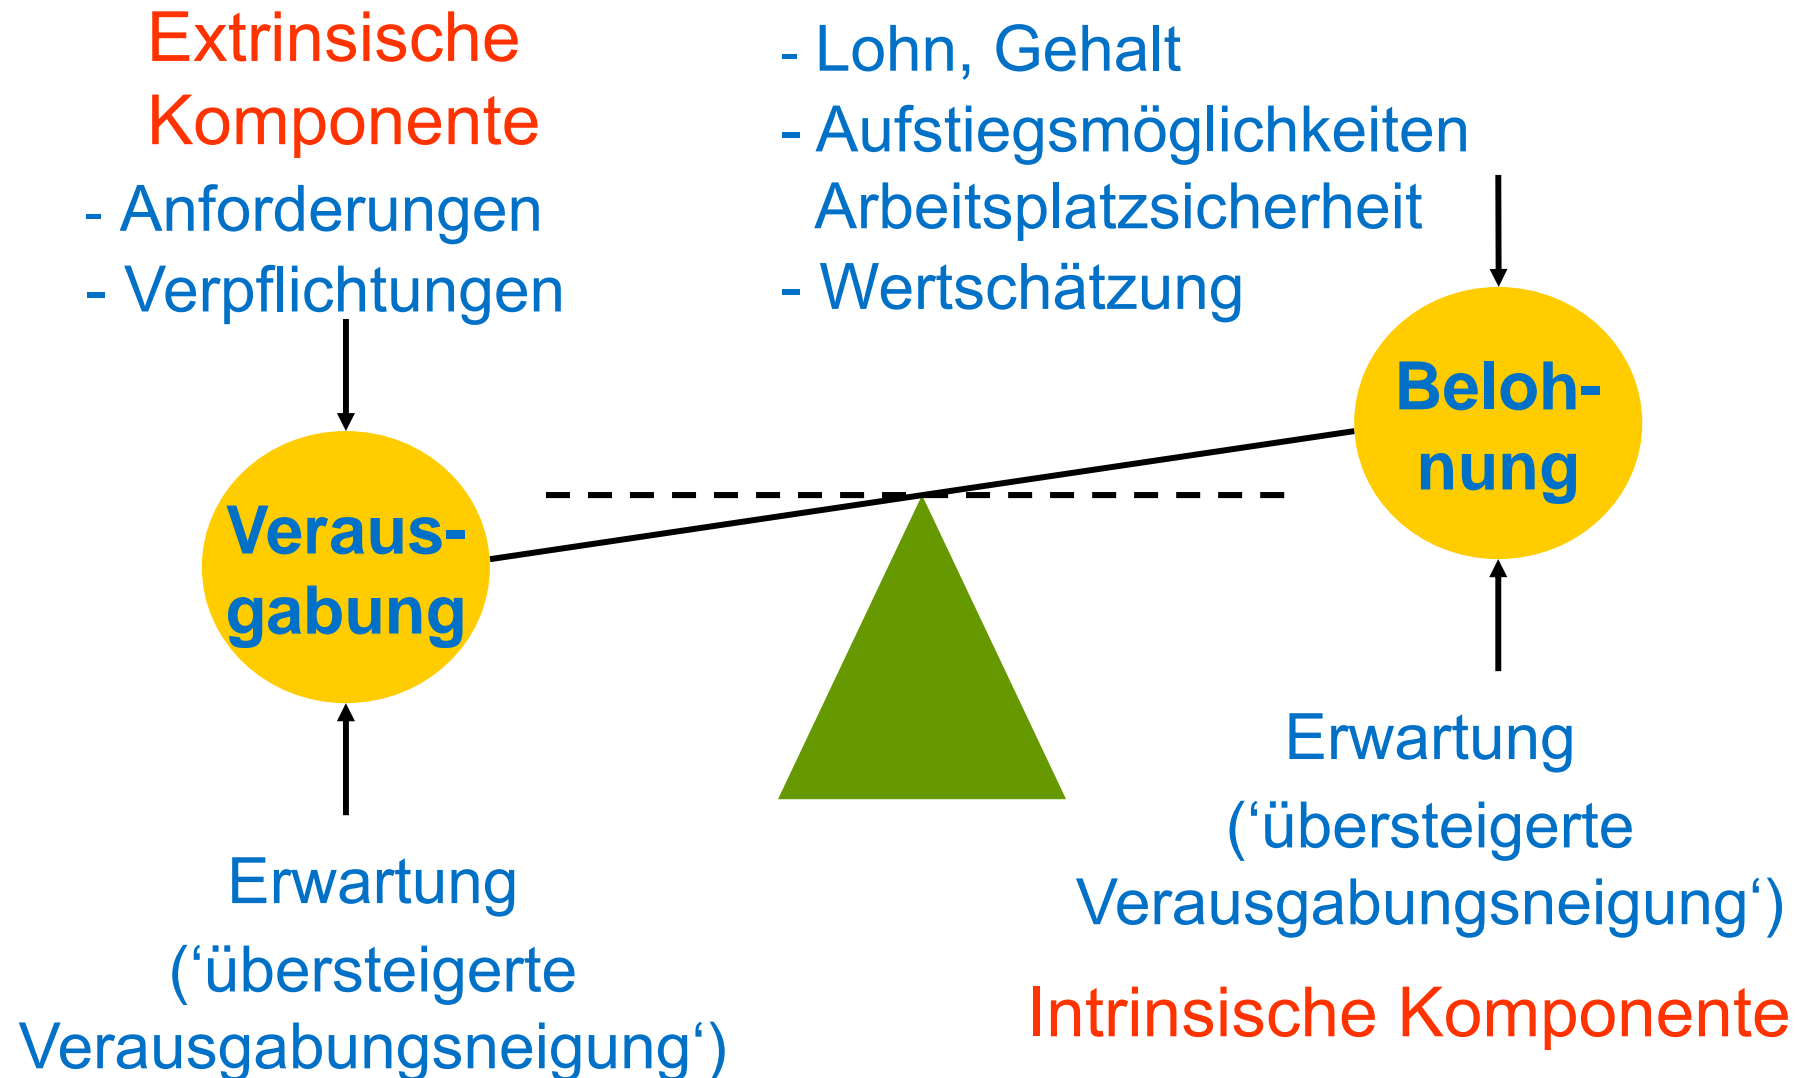 Extrinsische
Komponente
- Anforderungen
- Verpflichtungen
- Lohn, Gehalt
- Aufstiegsmöglichkeiten
Arbeitsplatzsicherheit
- Wertschätzung
Veraus-
gabung
Beloh-
nung
Erwartung
(‘übersteigerte
Verausgabungsneigung‘)
Erwartung
(‘übersteigerte
Verausgabungsneigung‘)
Intrinsische Komponente